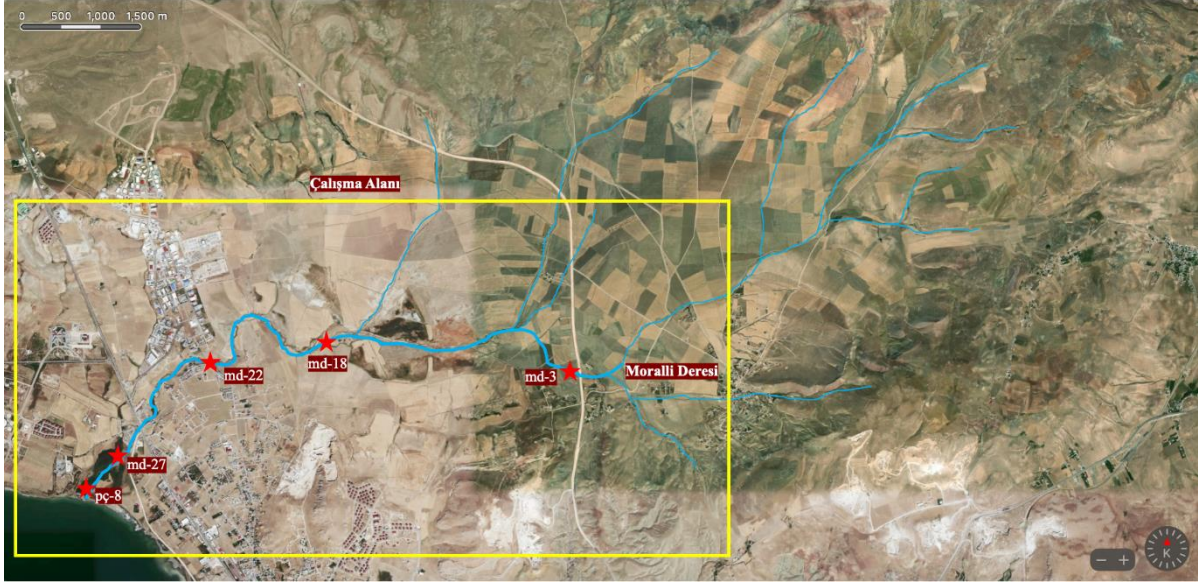 0 500 1,000 1,500 m
Çalışma Alanı
md-18
md-22
md-3
Moralli Deresi
md-27
pç-8
K